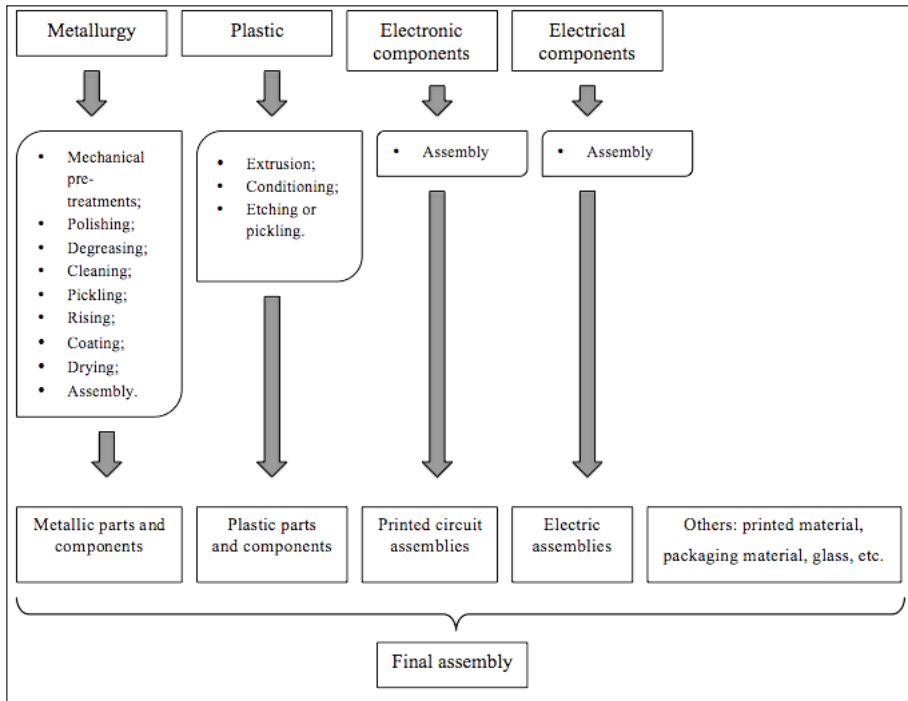 Metallurgy
Plastic
Electronic
components
Electrical
components
• Mechanical
pre-
treatments;
• Polishing;
• Degreasing;
• Cleaning;
• Pickling;
• Rising;
• Coating;
• Drying;
• Assembly.
• Extrusion;
• Conditioning;
• Etching or
pickling.
• Assembly
• Assembly
Metallic parts and
components
Plastic parts
and components
Printed circuit
assemblies
Electric
assemblies
Others: printed material,
packaging material, glass, etc.
Final assembly